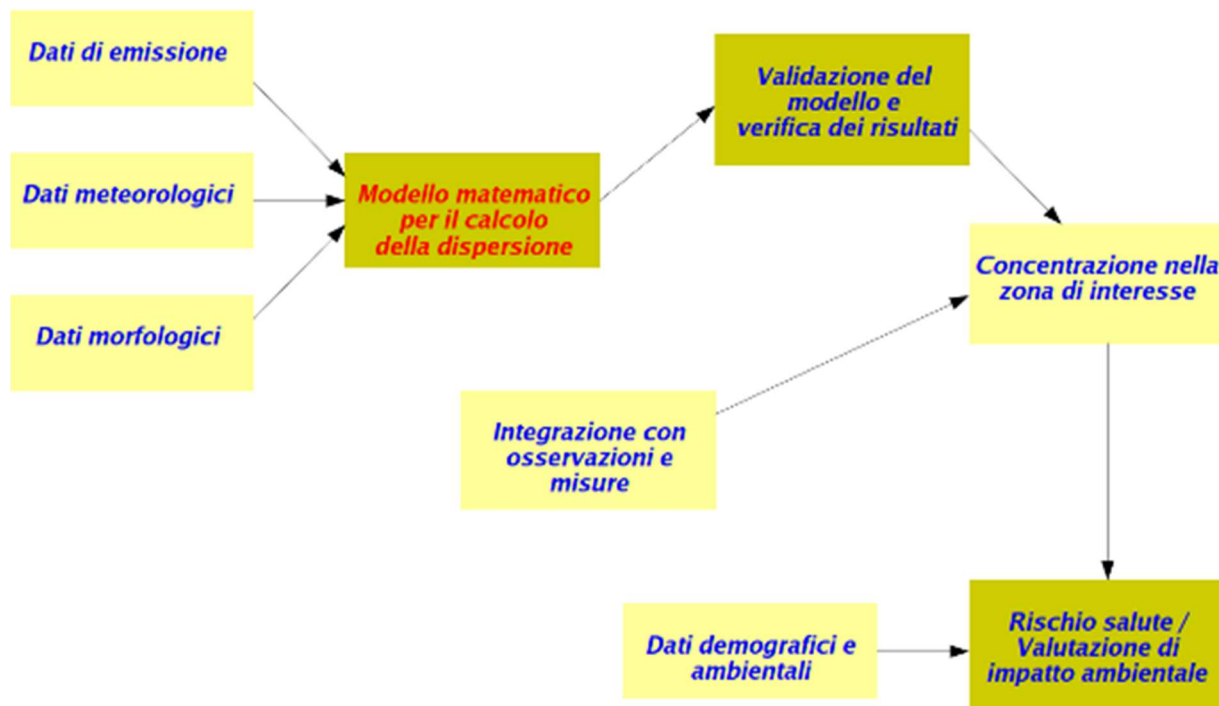 Dati di emissione
Dati meteorologici
Dati morfologici
Modello matematico
per il calcolo
della dispersione
Validazione del
modello e
verifica dei risultati
Concentrazione nella
zona di interesse
Integrazione con
osservazioni e
misure
Dati demografici e
ambientali
Rischio salute /
Valutazione di
impatto ambientale